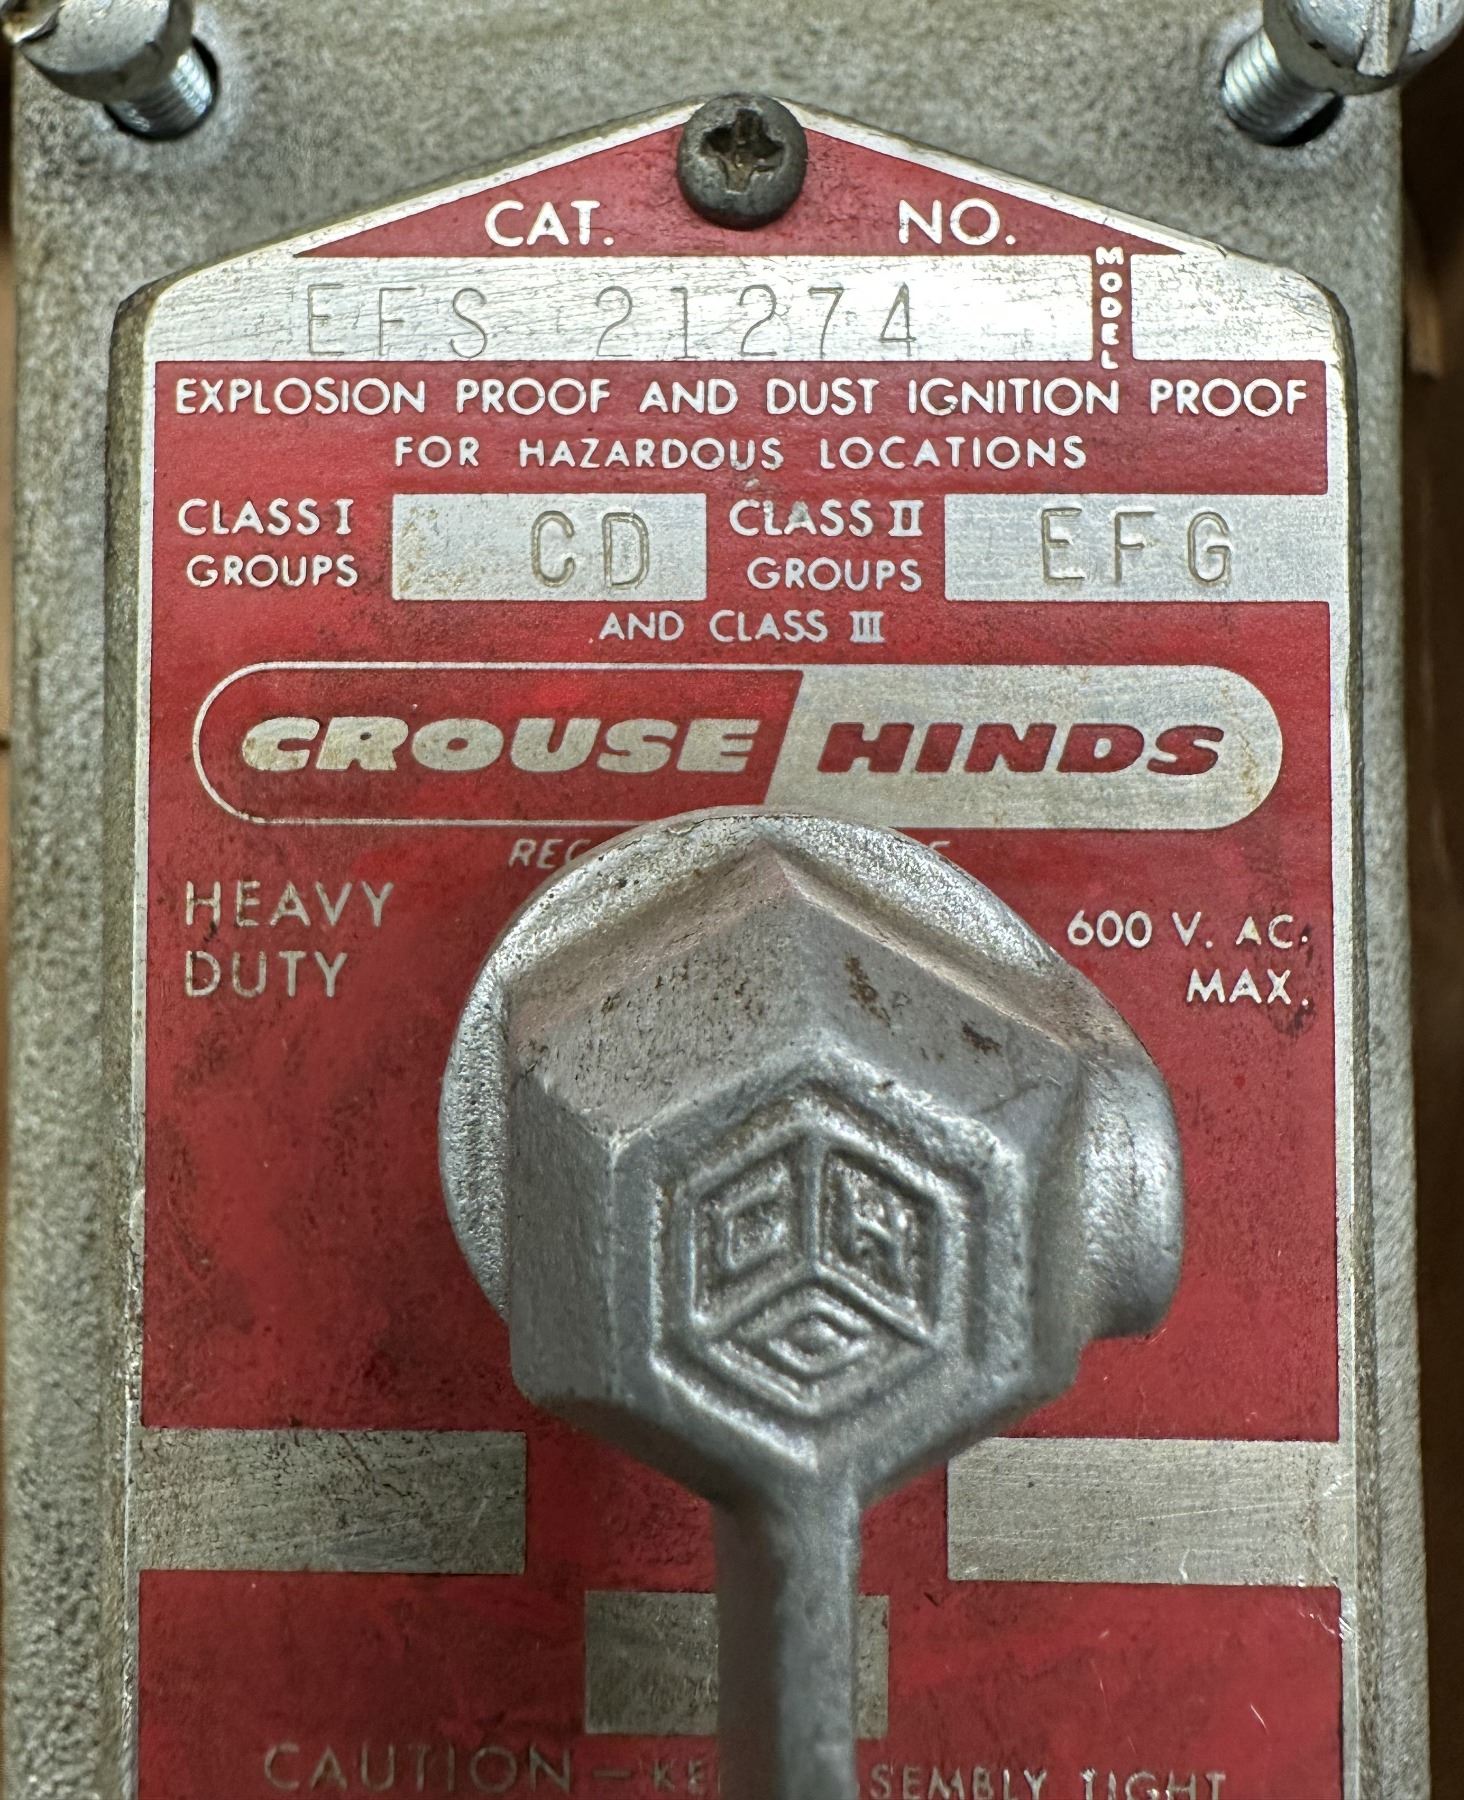 CAT. NO.
EFS 21274 MODEL
EXPLOSION PROOF AND DUST IGNITION PROOF
FOR HAZARDOUS LOCATIONS
CLASS I GROUPS CD CLASS II GROUPS EFG
AND CLASS III
CROUSE HINDS
HEAVY
DUTY
600 V. AC.
MAX.
CAUTION — TIGHT